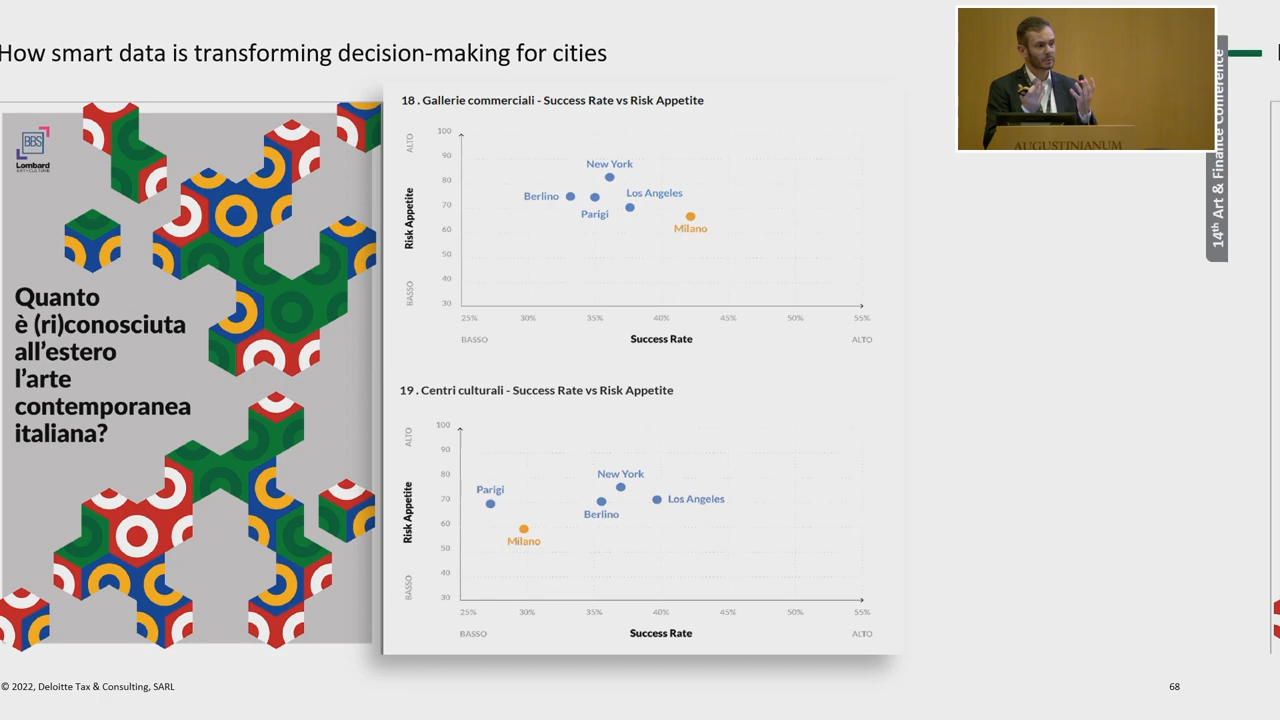 How smart data is transforming decision-making for cities
BBS
Lombard
Quanto
è (ri)conosciuta
all'estero
l'arte
contemporanea
italiana?
18 . Gallerie commerciali - Success Rate vs Risk Appetite
ALTO
Risk Appetite
BASSO
100
90
80
70
60
50
40
30
New York
Berlino
Los Angeles
Parigi
Milano
25% 30% 35% 40% 45% 50% 55%
BASSO Success Rate ALTO
19 . Centri culturali - Success Rate vs Risk Appetite
ALTO
Risk Appetite
BASSO
100
90
80
70
60
50
40
30
New York
Parigi
Los Angeles
Berlino
Milano
25% 30% 35% 40% 45% 50% 55%
BASSO Success Rate ALTO
AUGUSTINIANUM
14th Art & Finance Conference
© 2022, Deloitte Tax & Consulting, SARL
68